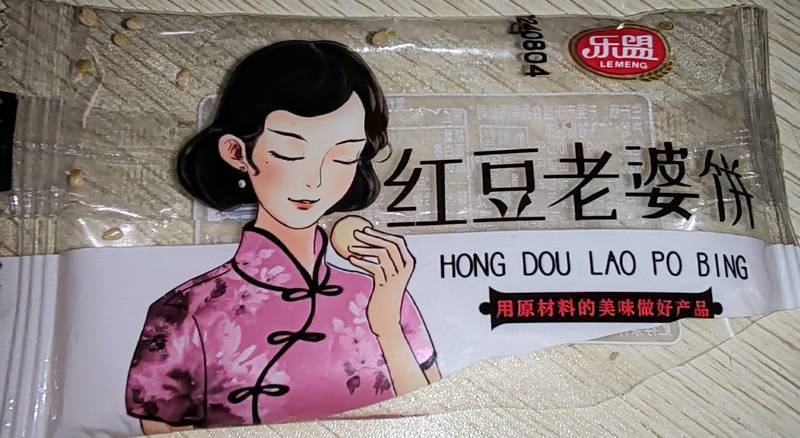 240804
乐盟
LEMENG
红豆老婆饼
HONG DOU LAO PO BING
用原材料的美味做好产品